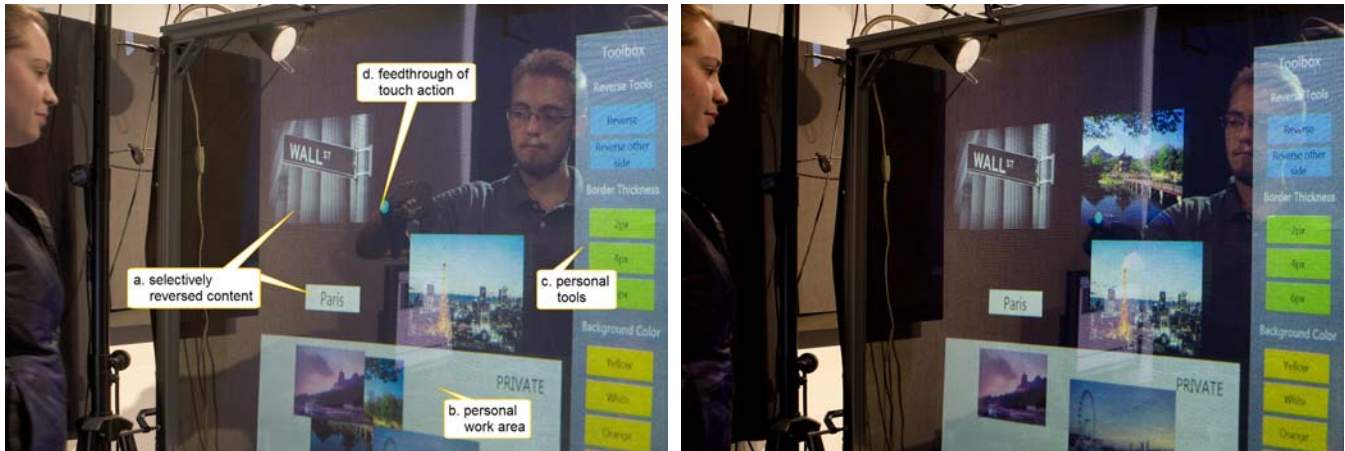 d. feedthrough of
touch action
WALL ST
a. selectively
reversed content
Paris
c. personal
tools
b. personal
work area
PRIVATE
Toolbox
Reverse Tools
Reverse
Reverse other
side
Border Thickness
2px
4px
Background Color
Yellow
White
Orange
WALL ST
Paris
PRIVATE
Toolbox
Reverse Tools
Reverse
Reverse other
side
Border Thickness
2px
4px
6px
Background Color
Yellow
White
Orange